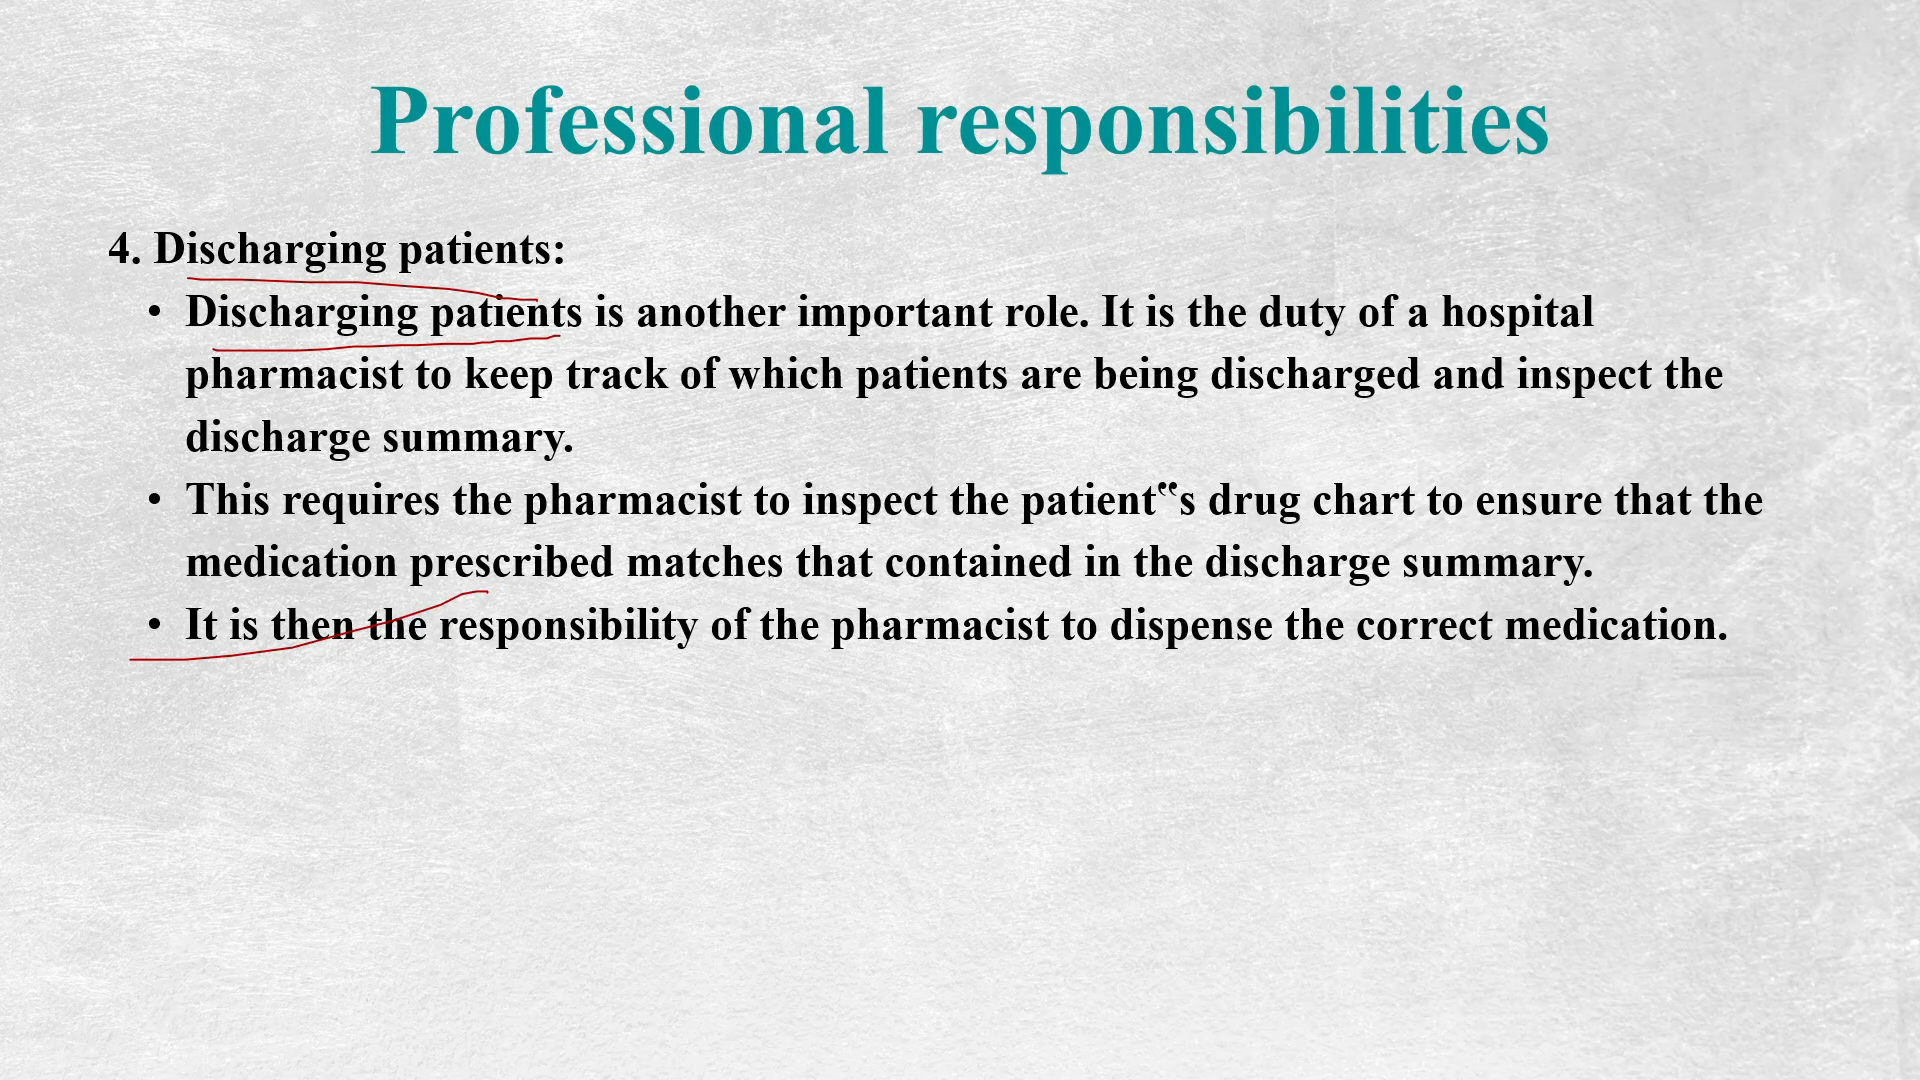 Professional responsibilities
4. Discharging patients:
• Discharging patients is another important role. It is the duty of a hospital
pharmacist to keep track of which patients are being discharged and inspect the
discharge summary.
• This requires the pharmacist to inspect the patient‟s drug chart to ensure that the
medication prescribed matches that contained in the discharge summary.
• It is then the responsibility of the pharmacist to dispense the correct medication.